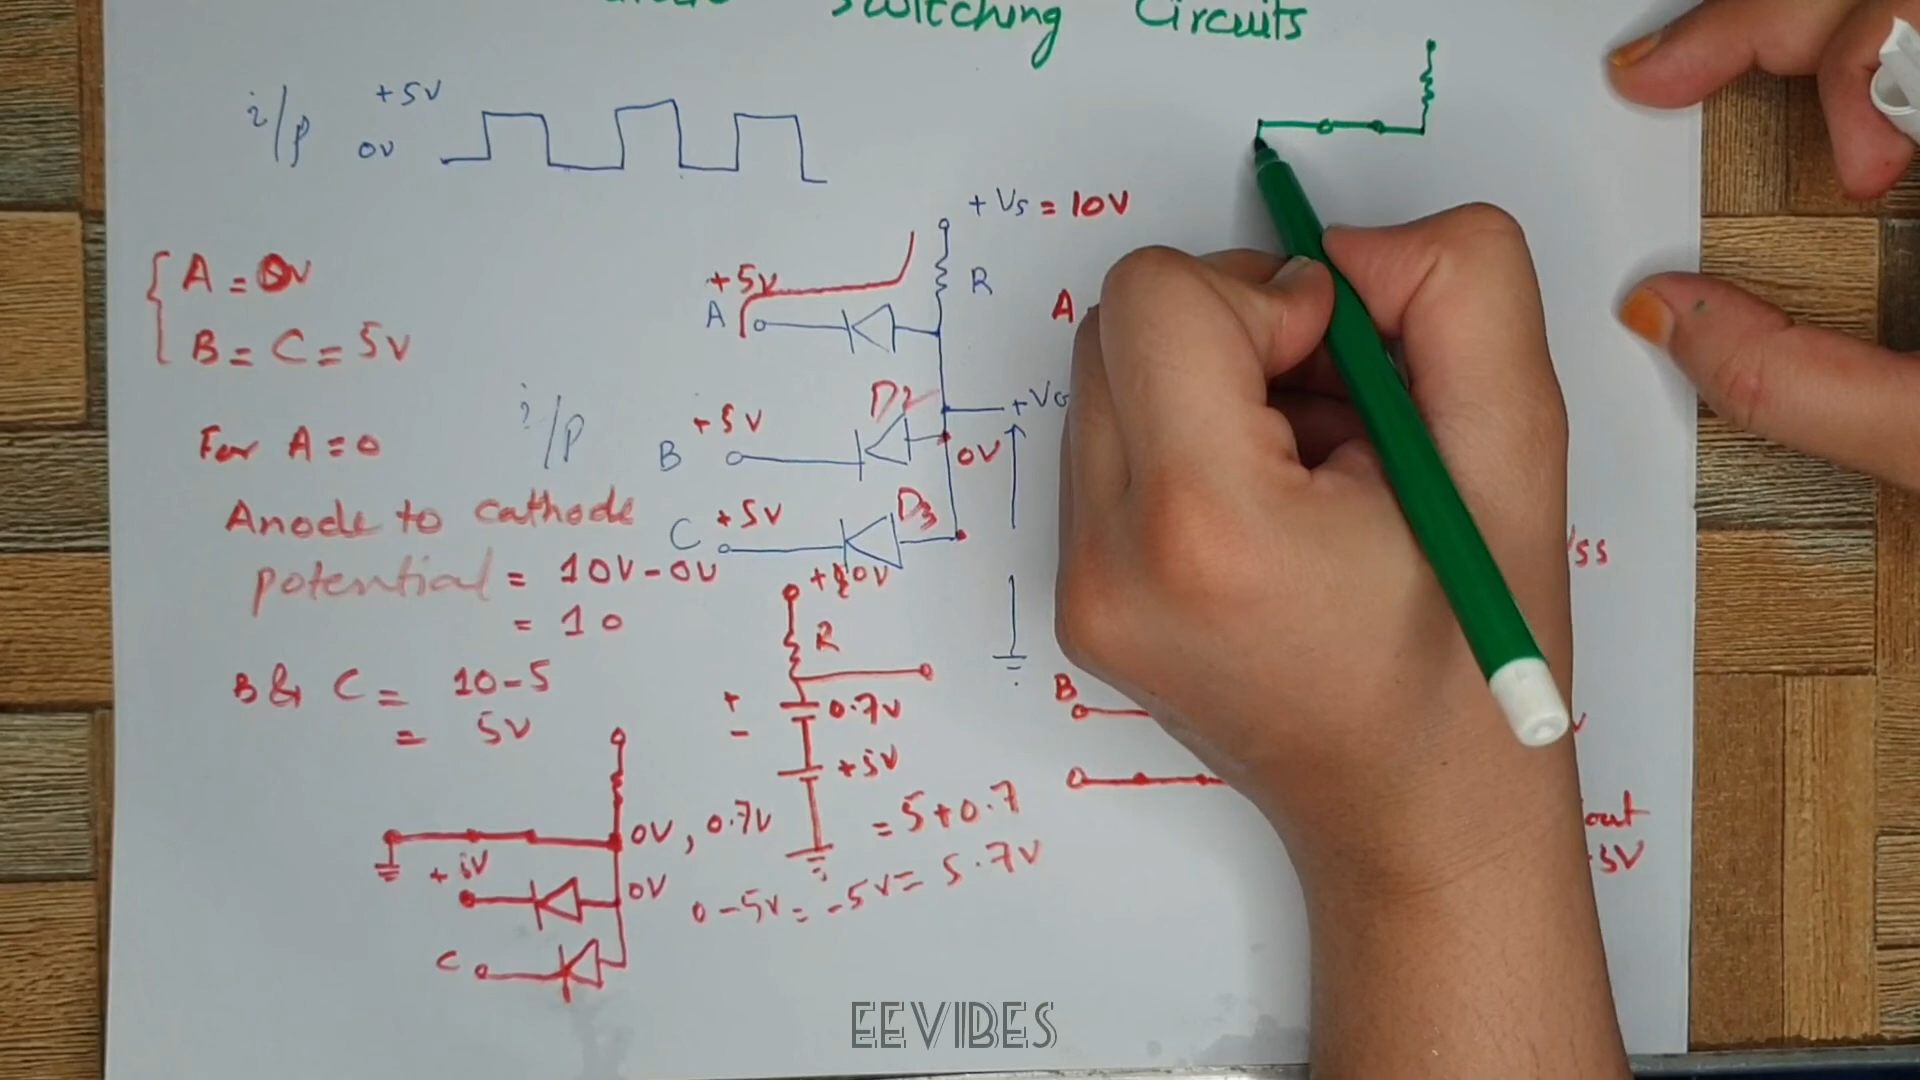 Switching Circuits
i/p +5V
0V
+Vs = 10V
A = 0V
B = C = 5V
+5V
A
R
A
For A = 0
i/p
D2
+5V
B
+Vo
0V
Anode to cathode
potential = 10V - 0V
= 10
C +5V
D3
R
B & C = 10-5
= 5V
+
-
0.7V
+5V
B
0V, 0.7V
= 5+0.7
+5V
0V
0-5V = -5V = 5.7V
C
out
EEVIBES